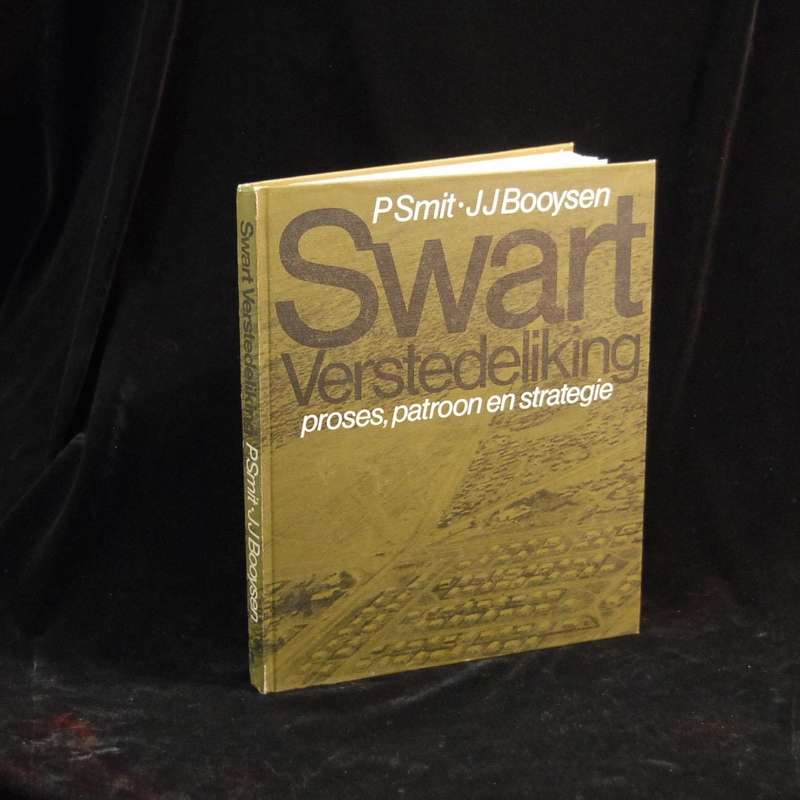 P Smit · J J Booysen
Swart
Verstedeliking
proses, patroon en strategie
Swart Verstedeliking P Smit · J J Booysen